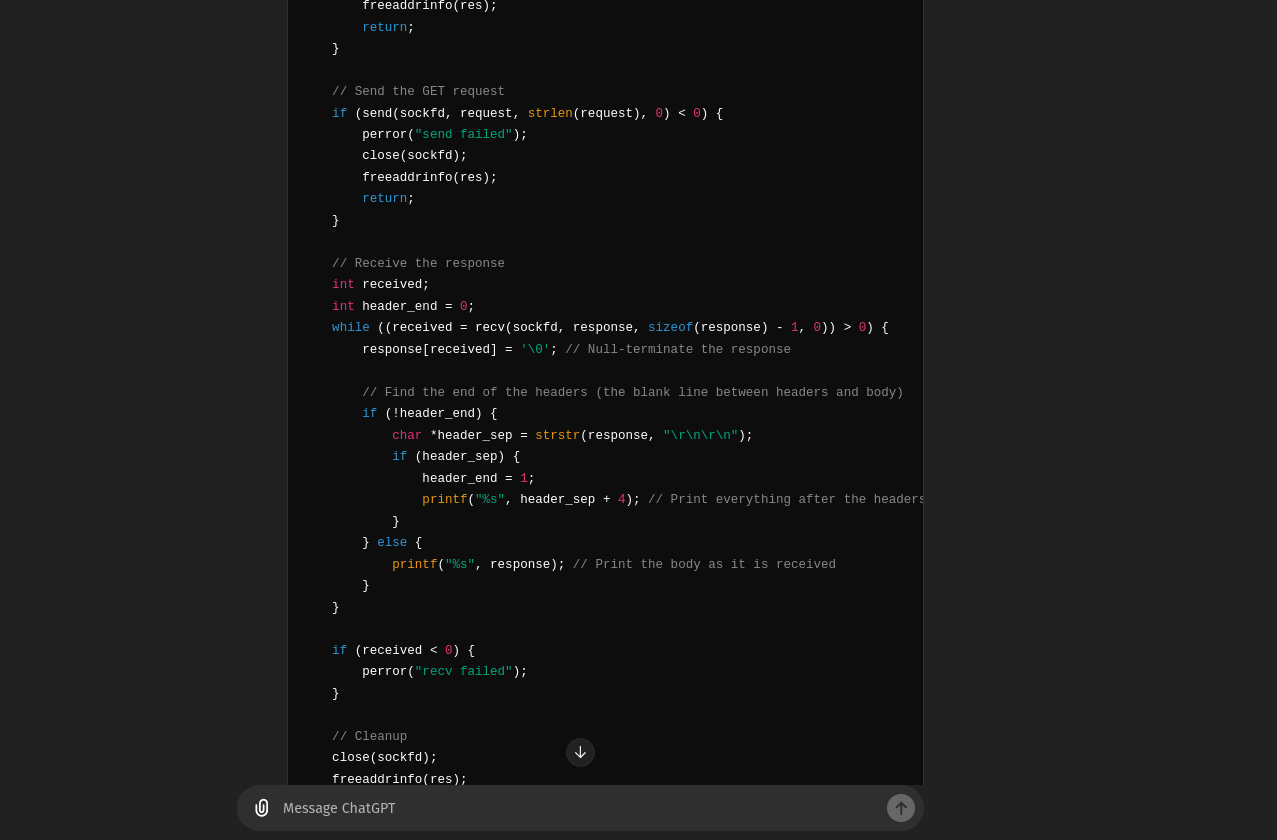 freeaddrinfo(res);
        return;
    }

    // Send the GET request
    if (send(sockfd, request, strlen(request), 0) < 0) {
        perror("send failed");
        close(sockfd);
        freeaddrinfo(res);
        return;
    }

    // Receive the response
    int received;
    int header_end = 0;
    while ((received = recv(sockfd, response, sizeof(response) - 1, 0)) > 0) {
        response[received] = '\0'; // Null-terminate the response

        // Find the end of the headers (the blank line between headers and body)
        if (!header_end) {
            char *header_sep = strstr(response, "\r\n\r\n");
            if (header_sep) {
                header_end = 1;
                printf("%s", header_sep + 4); // Print everything after the headers
            }
        } else {
            printf("%s", response); // Print the body as it is received
        }
    }

    if (received < 0) {
        perror("recv failed");
    }

    // Cleanup
    close(sockfd);
    freeaddrinfo(res);
Message ChatGPT